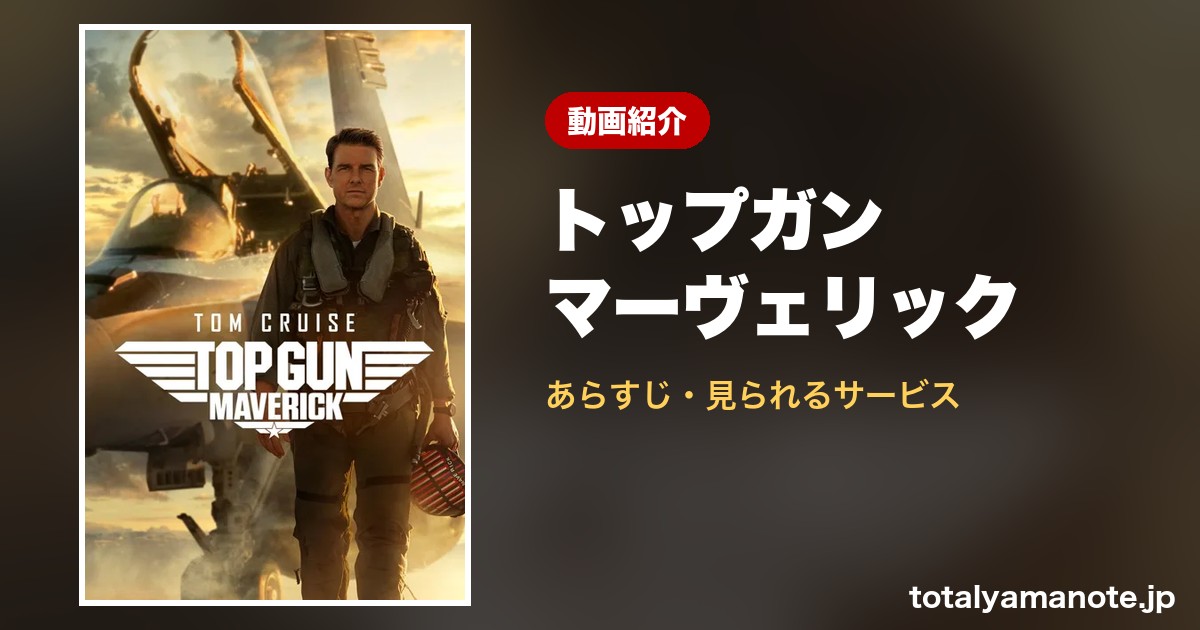 TOM CRUISE
TOP GUN
MAVERICK
動画紹介
トップガン
マーヴェリック
あらすじ・見られるサービス
totalyamanote.jp